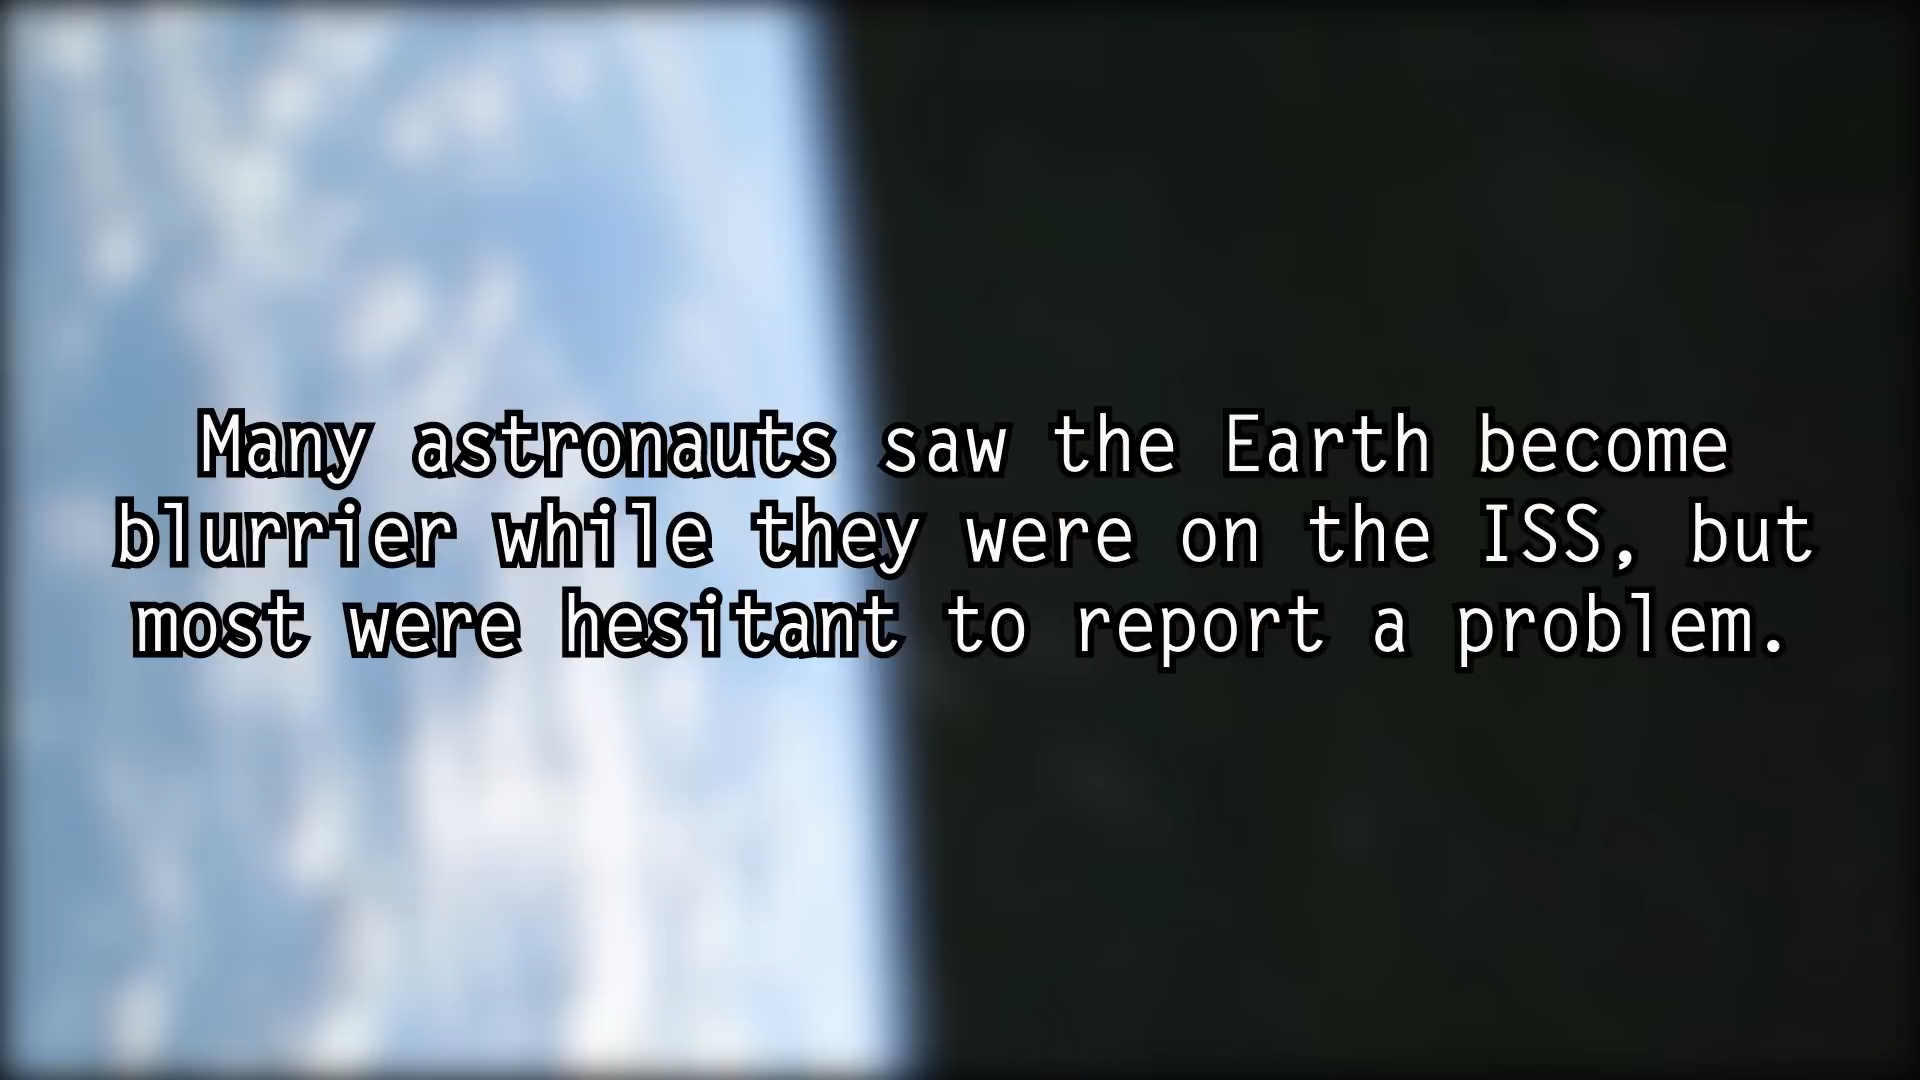 Many astronauts saw the Earth become
blurrier while they were on the ISS, but
most were hesitant to report a problem.